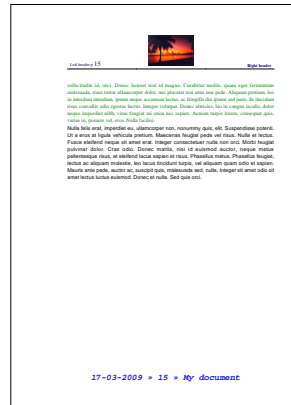 Left header p 15
Right header
sollicitudin id, orci. Donec laoreet nisl id magna. Curabitur mollis, quam eget fermentum
malesuada, risus tortor ullamcorper dolor, nec placerat nisi urna non pede. Aliquam pretium, leo
in interdum interdum, ipsum neque accumsan lectus, ac fringilla dui ipsum sed justo. In tincidunt
risus convallis odio egestas luctus. Integer volutpat. Donec ultricies, leo in congue iaculis, dolor
neque imperdiet nibh, vitae feugiat mi enim nec sapien. Aenean turpis lorem, consequat quis,
varius in, posuere vel, eros. Nulla facilisi.
Nulla felis erat, imperdiet eu, ullamcorper non, nonummy quis, elit. Suspendisse potenti.
Ut a eros at ligula vehicula pretium. Maecenas feugiat pede vel risus. Nulla et lectus.
Fusce eleifend neque sit amet erat. Integer consectetuer nulla non orci. Morbi feugiat
pulvinar dolor. Cras odio. Donec mattis, nisi id euismod auctor, neque metus
pellentesque risus, at eleifend lacus sapien et risus. Phasellus metus. Phasellus feugiat,
lectus ac aliquam molestie, leo lacus tincidunt turpis, vel aliquam quam odio et sapien.
Mauris ante pede, auctor ac, suscipit quis, malesuada sed, nulla. Integer sit amet odio sit
amet lectus luctus euismod. Donec et nulla. Sed quis orci.
17-03-2009 » 15 » My document